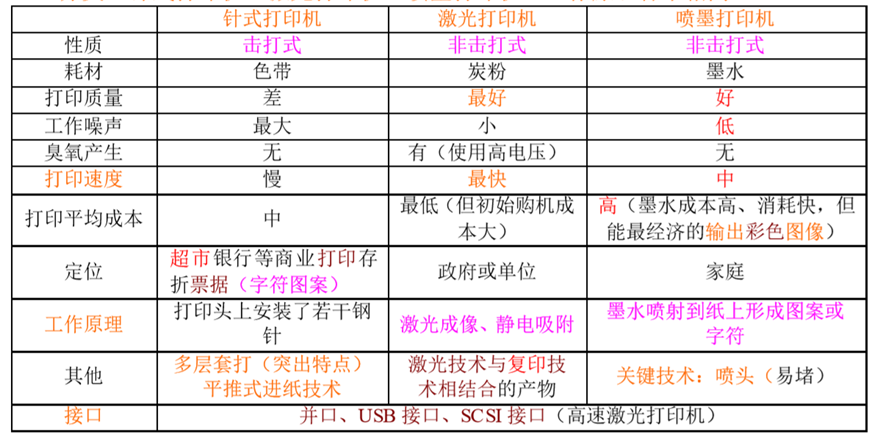 针式打印机 激光打印机 喷墨打印机
性质 击打式 非击打式 非击打式
耗材 色带 炭粉 墨水
打印质量 差 最好 好
工作噪声 最大 小 低
臭氧产生 无 有（使用高电压） 无
打印速度 慢 最快 中
打印平均成本 中 最低（但初始购机成本大） 高（墨水成本高、消耗快，但能最经济的输出彩色图像）
定位 超市银行等商业打印存折票据（字符图案） 政府或单位 家庭
工作原理 打印头上安装了若干钢针 激光成像、静电吸附 墨水喷射到纸上形成图案或字符
其他 多层套打（突出特点）平推式进纸技术 激光技术与复印技术相结合的产物 关键技术：喷头（易堵）
接口 并口、USB 接口、SCSI 接口（高速激光打印机）